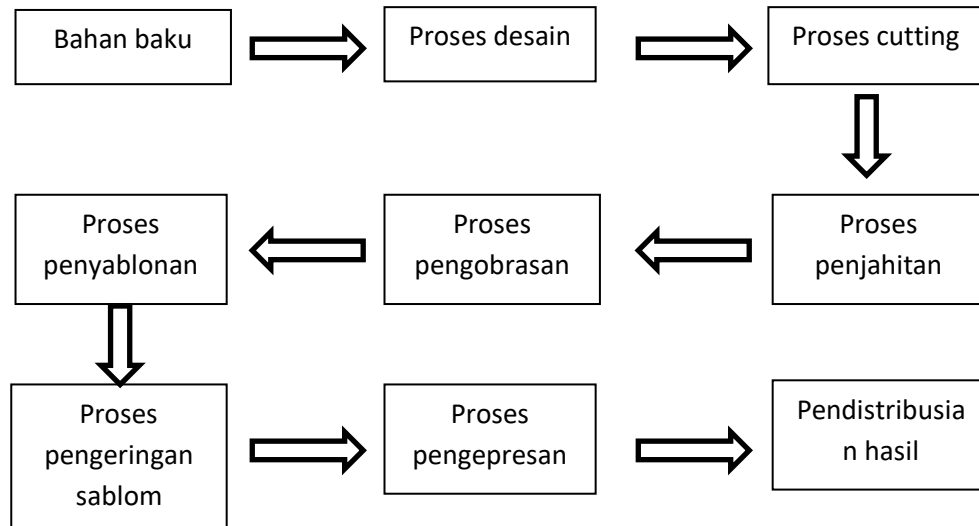 Bahan baku
Proses desain
Proses cutting
Proses
penjahitan
Proses
pengobrasan
Proses
penyablonan
Proses
pengeringan
sablom
Proses
pengepresan
Pendistribusia
n hasil